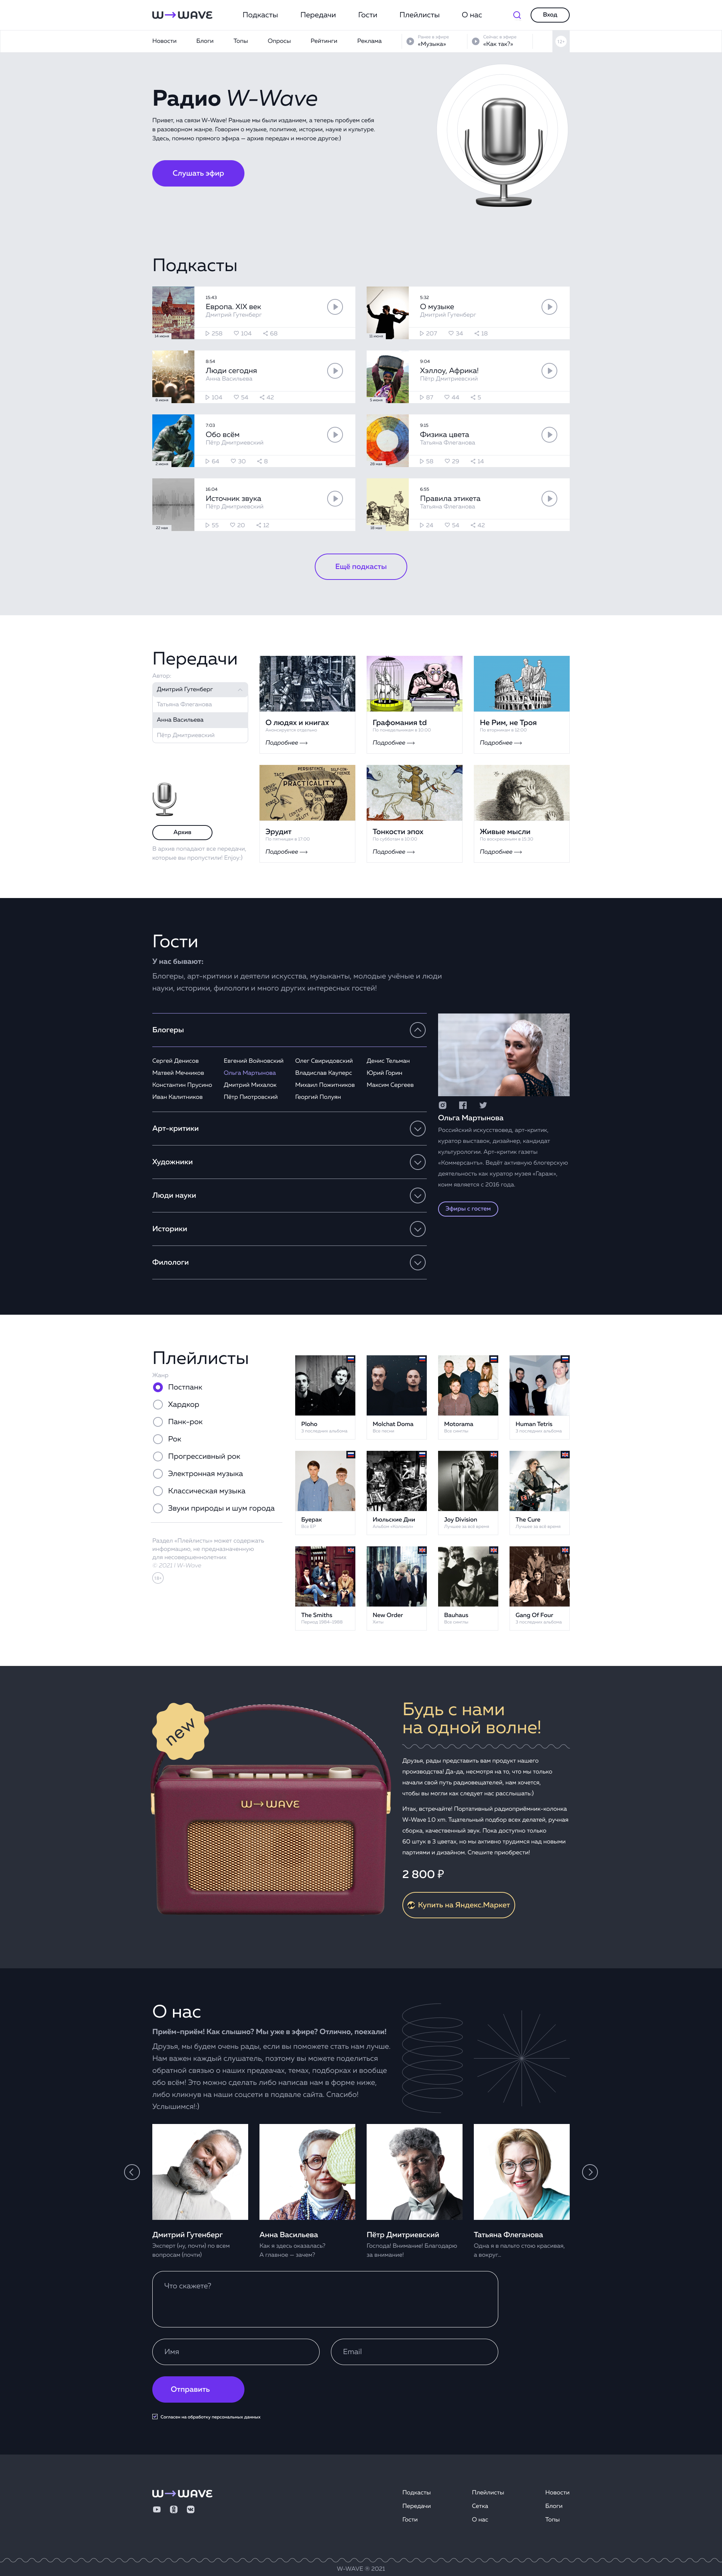 W→WAVE
Подкасты Передачи Гости Плейлисты О нас
Вход
Новости Блоги Топы Опросы Рейтинги Реклама
«Музыка»
Сейчас в эфире
«Как так?»
12+
Радио W-Wave
Привет, на связи W-Wave! Раньше мы были изданием, а теперь пробуем себя
в разговорном жанре. Говорим о музыке, политике, истории, науке и культуре.
Здесь, помимо прямого эфира — архив передач и многое другое:)
Слушать эфир
Подкасты
15:43
Европа. XIX век
Дмитрий Гутенберг
14 июня
258 104 68
5:32
О музыке
Дмитрий Гутенберг
207 34 18
8:54
Люди сегодня
Анна Васильева
104 54 42
9:04
Хэллоу, Африка!
Пётр Дмитриевский
5 июня
87 44 5
7:03
Обо всём
Пётр Дмитриевский
2 июня
64 30 8
9:15
Физика цвета
Татьяна Флеганова
28 мая
58 29 14
16:04
Источник звука
Пётр Дмитриевский
22 мая
55 20 12
6:55
Правила этикета
Татьяна Флеганова
18 мая
24 54 42
Ещё подкасты
Передачи
Автор:
Дмитрий Гутенберг
Татьяна Флеганова
Анна Васильева
Пётр Дмитриевский
Архив
В архив попадают все передачи,
которые вы пропустили! Enjoy:)
О людях и книгах
Анонсируется отдельно
Подробнее ⟶
Графомания td
По понедельникам в 20:00
Подробнее ⟶
Не Рим, не Троя
По вторникам в 12:00
Подробнее ⟶
PERSISTENCE
SELF-CONFIDENCE
TACT
PRACTICALITY
Эрудит
По пятницам в 17:00
Подробнее ⟶
Тонкости эпох
По субботам в 10:00
Подробнее ⟶
Живые мысли
По воскресеньям в 15:30
Подробнее ⟶
Гости
У нас бывают:
Блогеры, арт-критики и деятели искусства, музыканты, молодые учёные и люди
науки, историки, филологи и много других интересных гостей!
Блогеры
Сергей Денисов Евгений Войновский Олег Свиридовский Денис Тельман
Матвей Мечников Ольга Мартынова Владислав Кауперс Юрий Горин
Константин Прусино Дмитрий Михалок Михаил Пожитников Максим Сергеев
Иван Калитников Пётр Пиотровский Георгий Полуян
Арт-критики
Художники
Люди науки
Историки
Филологи
Ольга Мартынова
Российский искусствовед, арт-критик,
куратор выставок, дизайнер, кандидат
культурологии. Арт-критик газеты
«Коммерсантъ». Ведёт активную блогерскую
деятельность как куратор музея «Гараж»,
коим является с 2016 года.
Эфиры с гостем
Плейлисты
Жанр
Постпанк
Хардкор
Панк-рок
Рок
Прогрессивный рок
Электронная музыка
Классическая музыка
Звуки природы и шум города
Раздел «Плейлисты» может содержать
информацию, не предназначенную
для несовершеннолетних
© 2021 | W-Wave
18+
Ploho
3 последних альбома
Molchat Doma
Все песни
Motorama
Все синглы
Human Tetris
3 последних альбома
Буерак
Все EP
Июльские Дни
Альбом «Колокол»
Joy Division
Лучшее за всё время
The Cure
Лучшее за всё время
The Smiths
Период 1984–1988
New Order
Хиты
Bauhaus
Все синглы
Gang Of Four
3 последних альбома
new
W→WAVE
Будь с нами
на одной волне!
Друзья, рады представить вам продукт нашего
производства! Да-да, несмотря на то, что мы только
начали свой путь радиовещателей, нам хочется,
чтобы вы могли как следует нас расслышать:)
Итак, встречайте! Портативный радиоприёмник-колонка
W-Wave 1.0 xm. Тщательный подбор всех деталей, ручная
сборка, качественный звук. Пока доступно только
60 штук в 3 цветах, но мы активно трудимся над новыми
партиями и дизайном. Спешите приобрести!
2 800 ₽
Купить на Яндекс.Маркет
О нас
Приём-приём! Как слышно? Мы уже в эфире? Отлично, поехали!
Друзья, мы будем очень рады, если вы поможете стать нам лучше.
Нам важен каждый слушатель, поэтому вы можете поделиться
обратной связью о наших предеачах, темах, подборках и вообще
обо всём! Это можно сделать либо написав нам в форме ниже,
либо кликнув на наши соцсети в подвале сайта. Спасибо!
Услышимся!:)
Дмитрий Гутенберг
Эксперт (ну, почти) по всем
вопросам (почти)
Анна Васильева
Как я здесь оказалась?
А главное — зачем?
Пётр Дмитриевский
Господа! Внимание! Благодарю
за внимание!
Татьяна Флеганова
Одна я в пальто стою красивая,
а вокруг...
Что скажете?
Имя
Email
Отправить
Согласен на обработку персональных данных
W→WAVE
Подкасты Плейлисты Новости
Передачи Сетка Блоги
Гости О нас Топы
W-WAVE ® 2021